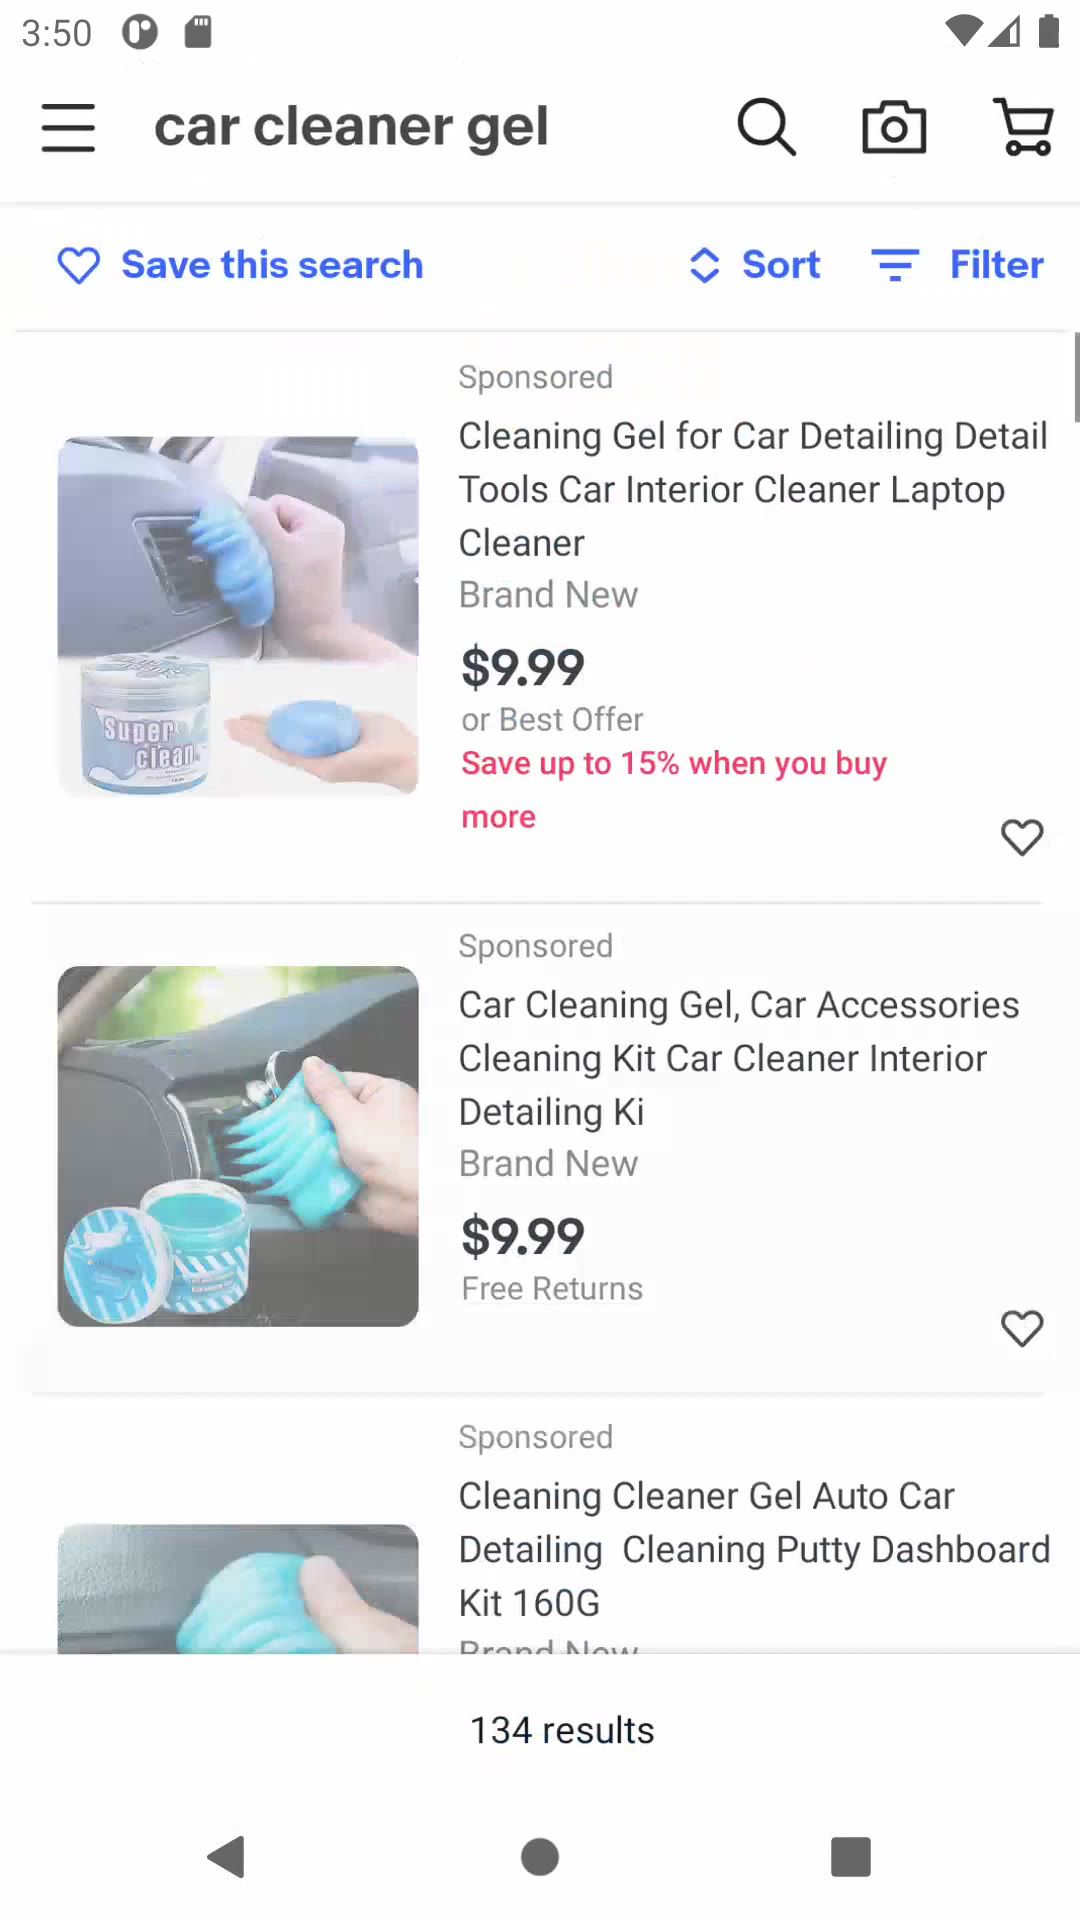 3:50
car cleaner gel
Save this search
Sort
Filter
Sponsored
Cleaning Gel for Car Detailing Detail
Tools Car Interior Cleaner Laptop
Cleaner
Brand New
$9.99
or Best Offer
Save up to 15% when you buy
more
Super
clean
Sponsored
Car Cleaning Gel, Car Accessories
Cleaning Kit Car Cleaner Interior
Detailing Ki
Brand New
$9.99
Free Returns
Sponsored
Cleaning Cleaner Gel Auto Car
Detailing  Cleaning Putty Dashboard
Kit 160G
Brand New
134 results